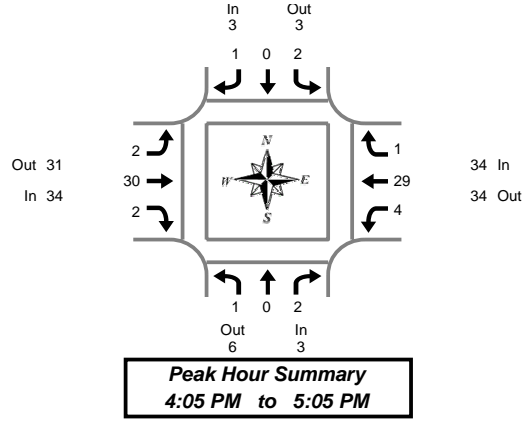 In Out
3 3
1 0 2
N
2 1
Out 31 34 In
30 W E 29
In 34 34 Out
2 4
S
1 0 2
Out In
6 3
Peak Hour Summary
4:05 PM to 5:05 PM